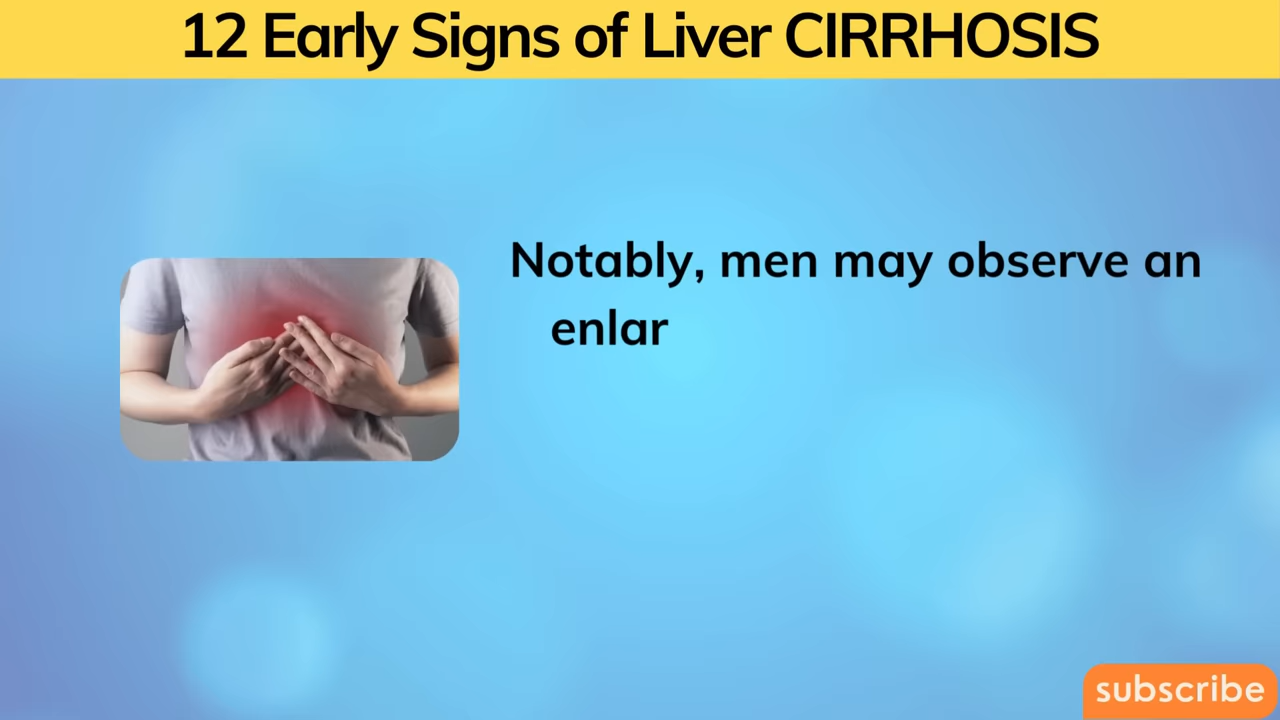 12 Early Signs of Liver CIRRHOSIS
Notably, men may observe an
enlar
subscribe